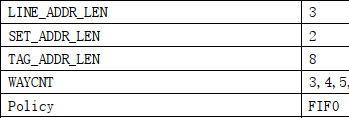 LINE_ADDR_LEN 3
SET_ADDR_LEN 2
TAG_ADDR_LEN 8
WAYCNT 3,4,5,
Policy FIFO